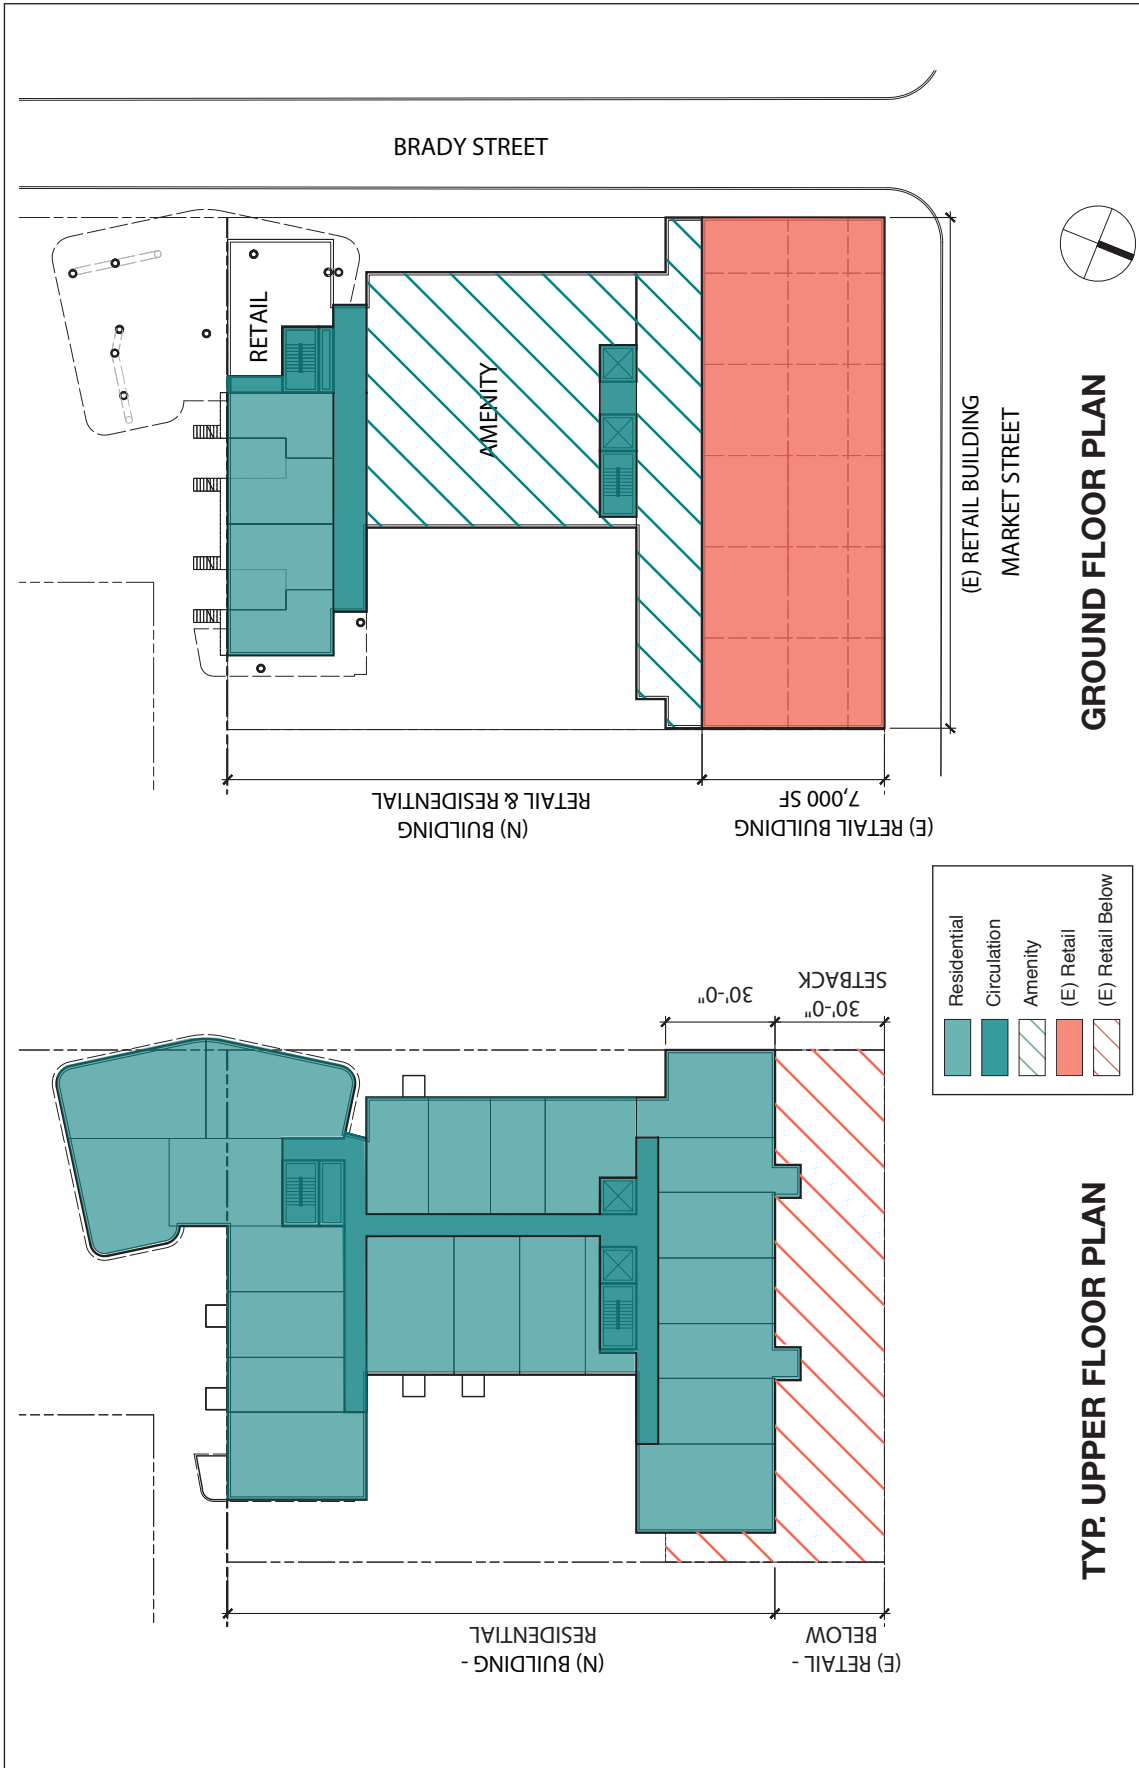 BRADY STREET
RETAIL
AMENITY
(E) RETAIL BUILDING
MARKET STREET
GROUND FLOOR PLAN
(N) BUILDING
RETAIL & RESIDENTIAL
(E) RETAIL BUILDING
7,000 SF
Residential
Circulation
Amenity
(E) Retail
(E) Retail Below
30'-0"
30'-0"
SETBACK
TYP. UPPER FLOOR PLAN
(N) BUILDING -
RESIDENTIAL
(E) RETAIL -
BELOW